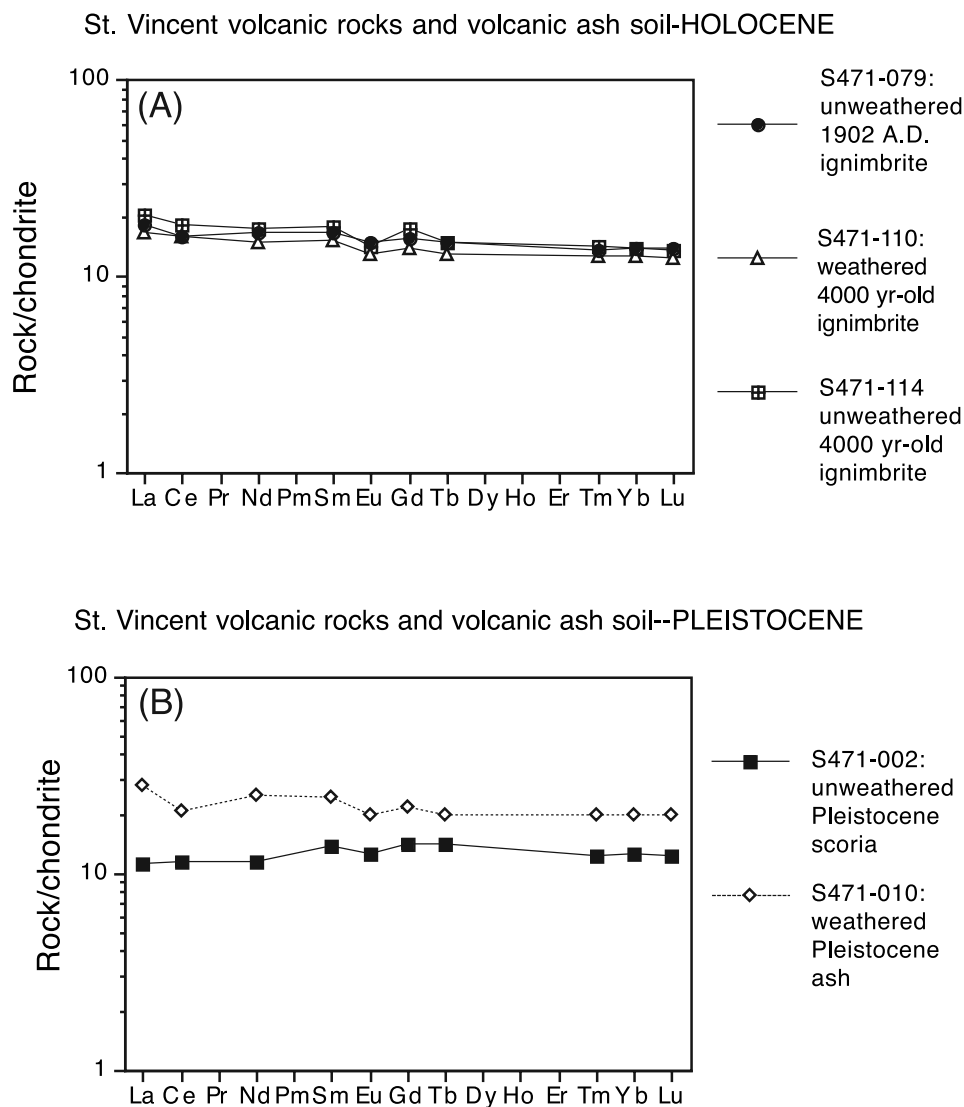 St. Vincent volcanic rocks and volcanic ash soil-HOLOCENE
100
(A)
10
1
Rock/chondrite
La Ce Pr Nd Pm Sm Eu Gd Tb Dy Ho Er Tm Yb Lu
S471-079:
unweathered
1902 A.D.
ignimbrite
S471-110:
weathered
4000 yr-old
ignimbrite
S471-114
unweathered
4000 yr-old
ignimbrite
St. Vincent volcanic rocks and volcanic ash soil--PLEISTOCENE
100
(B)
10
1
Rock/chondrite
La Ce Pr Nd Pm Sm Eu Gd Tb Dy Ho Er Tm Yb Lu
S471-002:
unweathered
Pleistocene
scoria
S471-010:
weathered
Pleistocene
ash